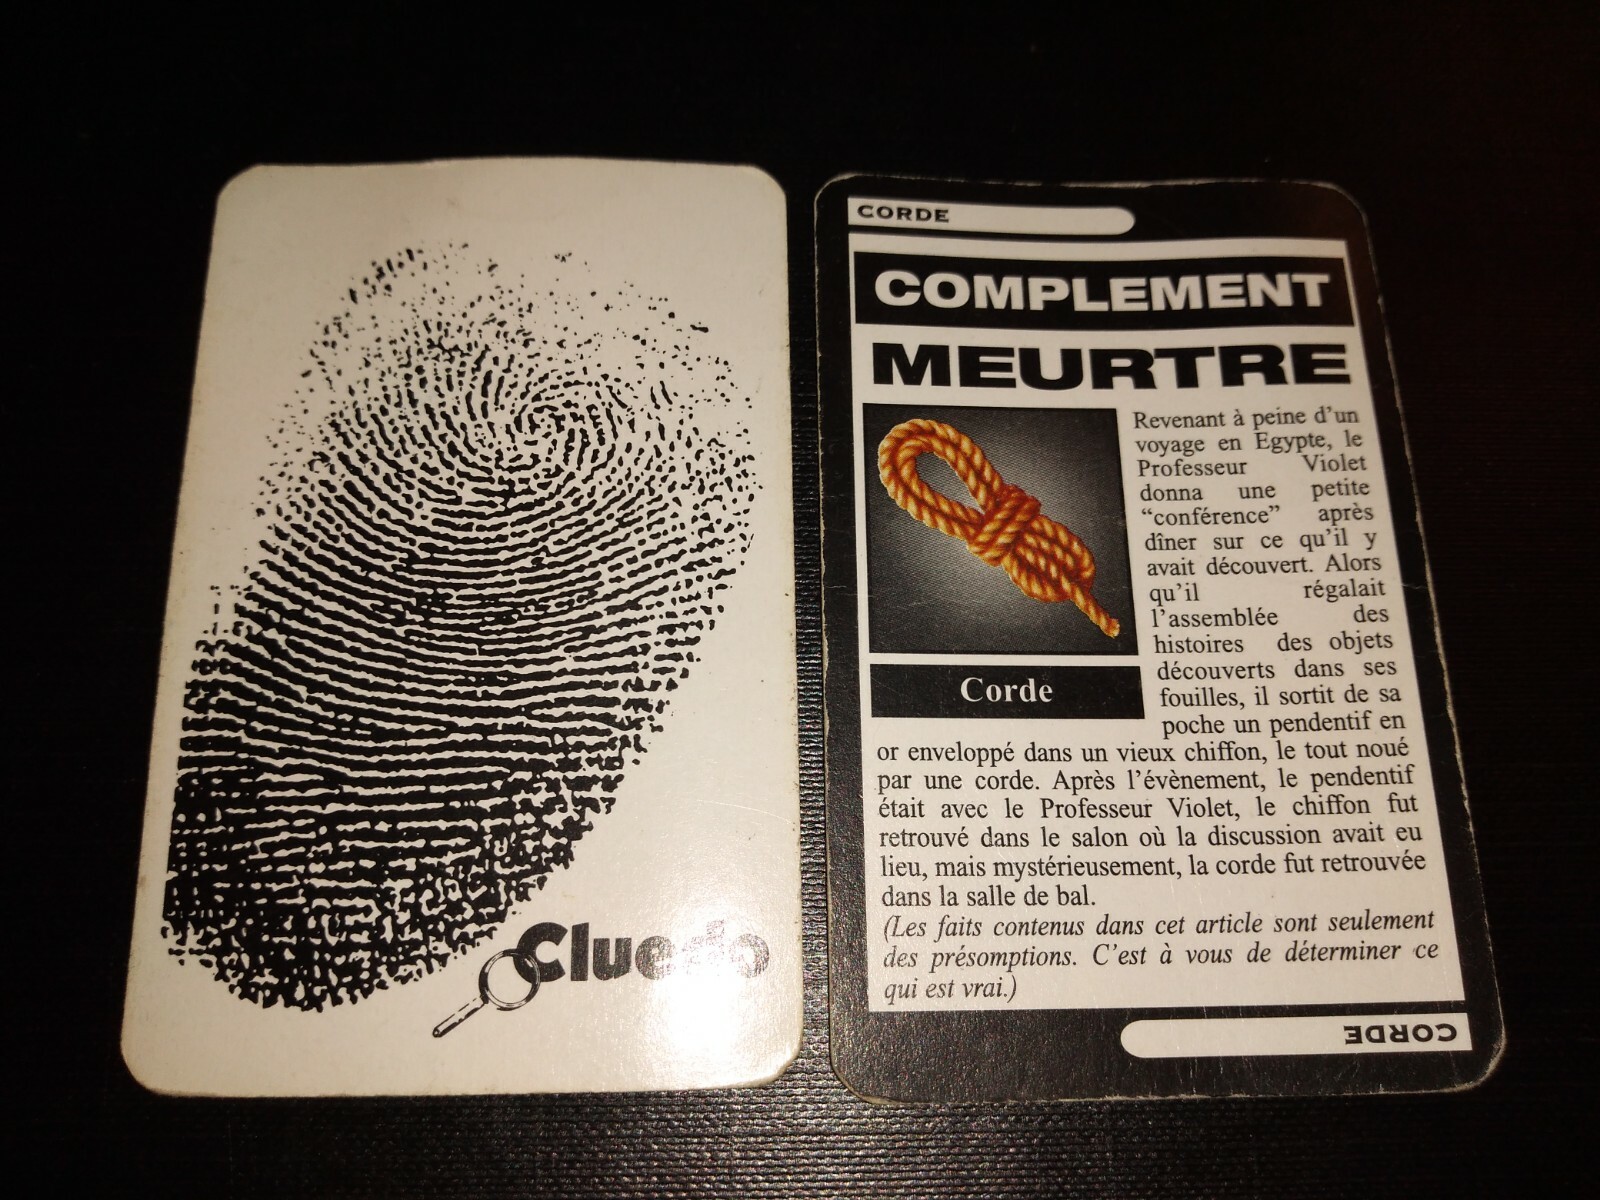 Cluedo
CORDE
COMPLEMENT
MEURTRE
Revenant à peine d'un
voyage en Egypte, le
Professeur Violet
donna une petite
“conférence” après
dîner sur ce qu'il y
avait découvert. Alors
qu'il régalait
l'assemblée des
histoires des objets
découverts dans ses
fouilles, il sortit de sa
poche un pendentif en
or enveloppé dans un vieux chiffon, le tout noué
par une corde. Après l'évènement, le pendentif
était avec le Professeur Violet, le chiffon fut
retrouvé dans le salon où la discussion avait eu
lieu, mais mystérieusement, la corde fut retrouvée
dans la salle de bal.
(Les faits contenus dans cet article sont seulement
des présomptions. C'est à vous de déterminer ce
qui est vrai.)
Corde
CORDE